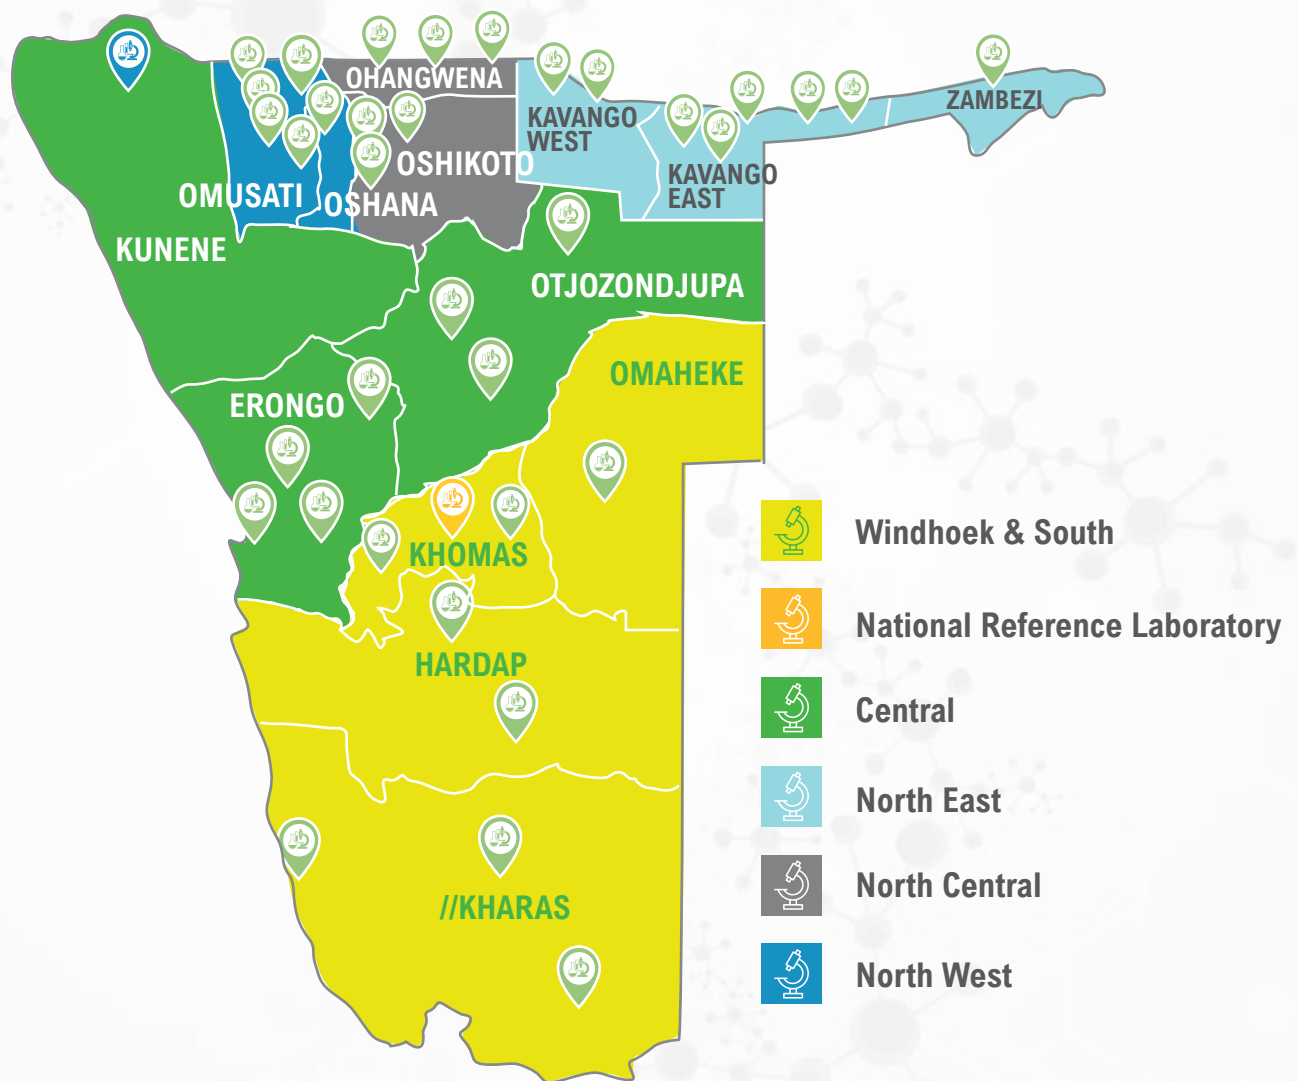 OHANGWENA
ZAMBEZI
KAVANGO
WEST
OSHIKOTO
KAVANGO
EAST
OMUSATI
OSHANA
KUNENE
OTJOZONDJUPA
OMAHEKE
ERONGO
KHOMAS
HARDAP
//KHARAS
Windhoek & South
National Reference Laboratory
Central
North East
North Central
North West